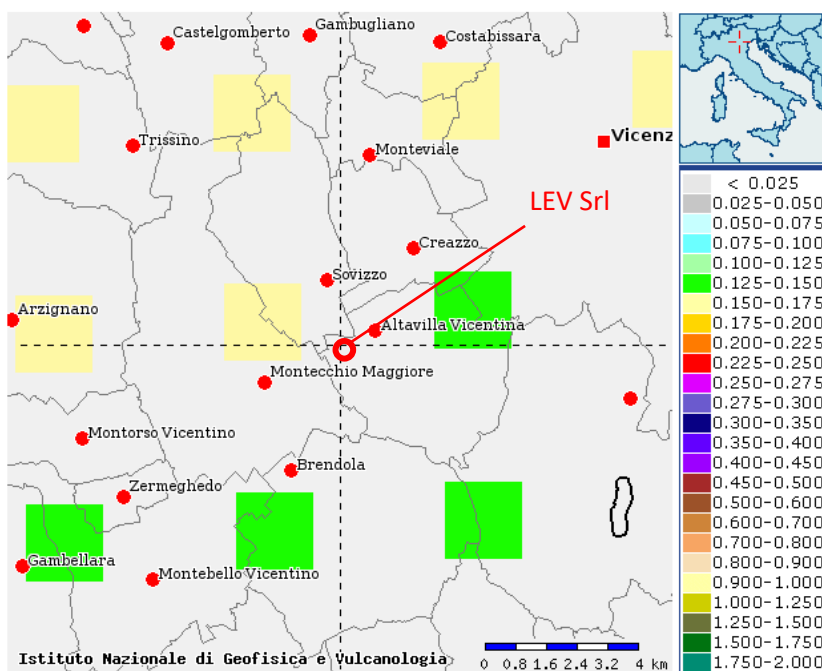 Castelgomberto
Gambugliano
Costabissara
Trissino
Monteviale
Vicenz
LEV Srl
Creazzo
Sovizzo
Arzignano
Altavilla Vicentina
Montecchio Maggiore
Montorso Vicentino
Brendola
Zermeghedo
Gambellara
Montebello Vicentino
Istituto Nazionale di Geofisica e Vulcanologia
0 0.8 1.6 2.4 3.2 4 km
< 0.025
0.025-0.050
0.050-0.075
0.075-0.100
0.100-0.125
0.125-0.150
0.150-0.175
0.175-0.200
0.200-0.225
0.225-0.250
0.250-0.275
0.275-0.300
0.300-0.350
0.350-0.400
0.400-0.450
0.450-0.500
0.500-0.600
0.600-0.700
0.700-0.800
0.800-0.900
0.900-1.000
1.000-1.250
1.250-1.500
1.500-1.750
1.750-2.000